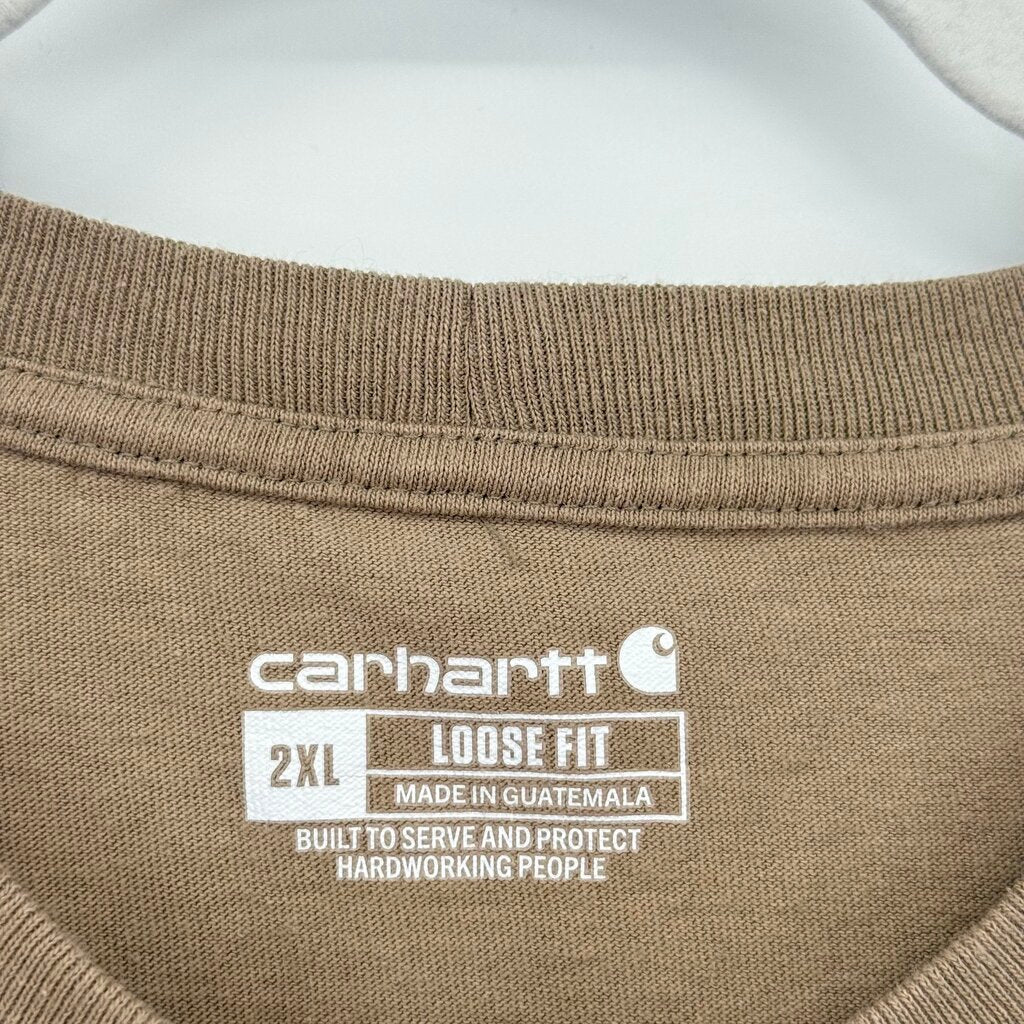 carhartt
2XL
LOOSE FIT
MADE IN GUATEMALA
BUILT TO SERVE AND PROTECT
HARDWORKING PEOPLE